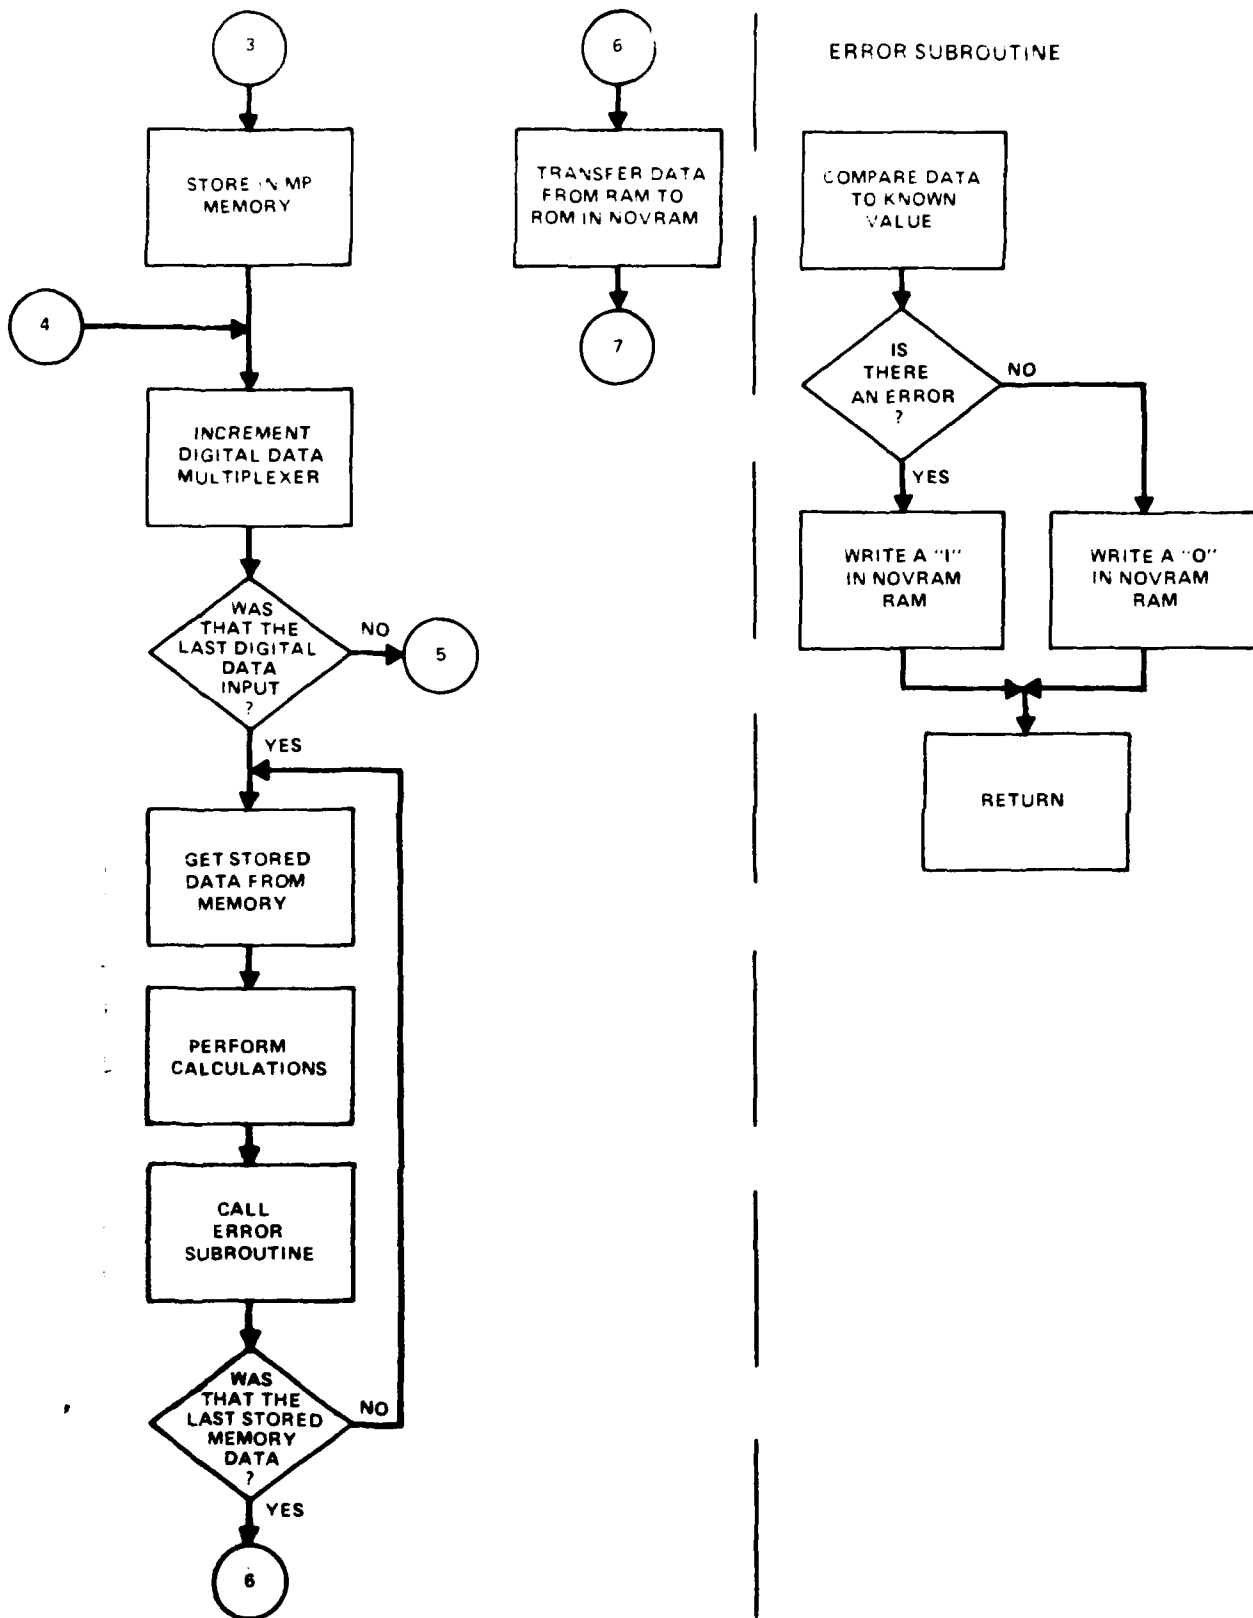 3
STORE IN MP
MEMORY
4
INCREMENT
DIGITAL DATA
MULTIPLEXER
WAS
THAT THE
LAST DIGITAL
DATA
INPUT
?
NO
5
YES
GET STORED
DATA FROM
MEMORY
PERFORM
CALCULATIONS
CALL
ERROR
SUBROUTINE
WAS
THAT THE
LAST STORED
MEMORY
DATA
?
NO
YES
6
6
TRANSFER DATA
FROM RAM TO
ROM IN NOVRAM
7
ERROR SUBROUTINE
COMPARE DATA
TO KNOWN
VALUE
IS
THERE
AN ERROR
?
NO
YES
WRITE A "I"
IN NOVRAM
RAM
WRITE A "O"
IN NOVRAM
RAM
RETURN